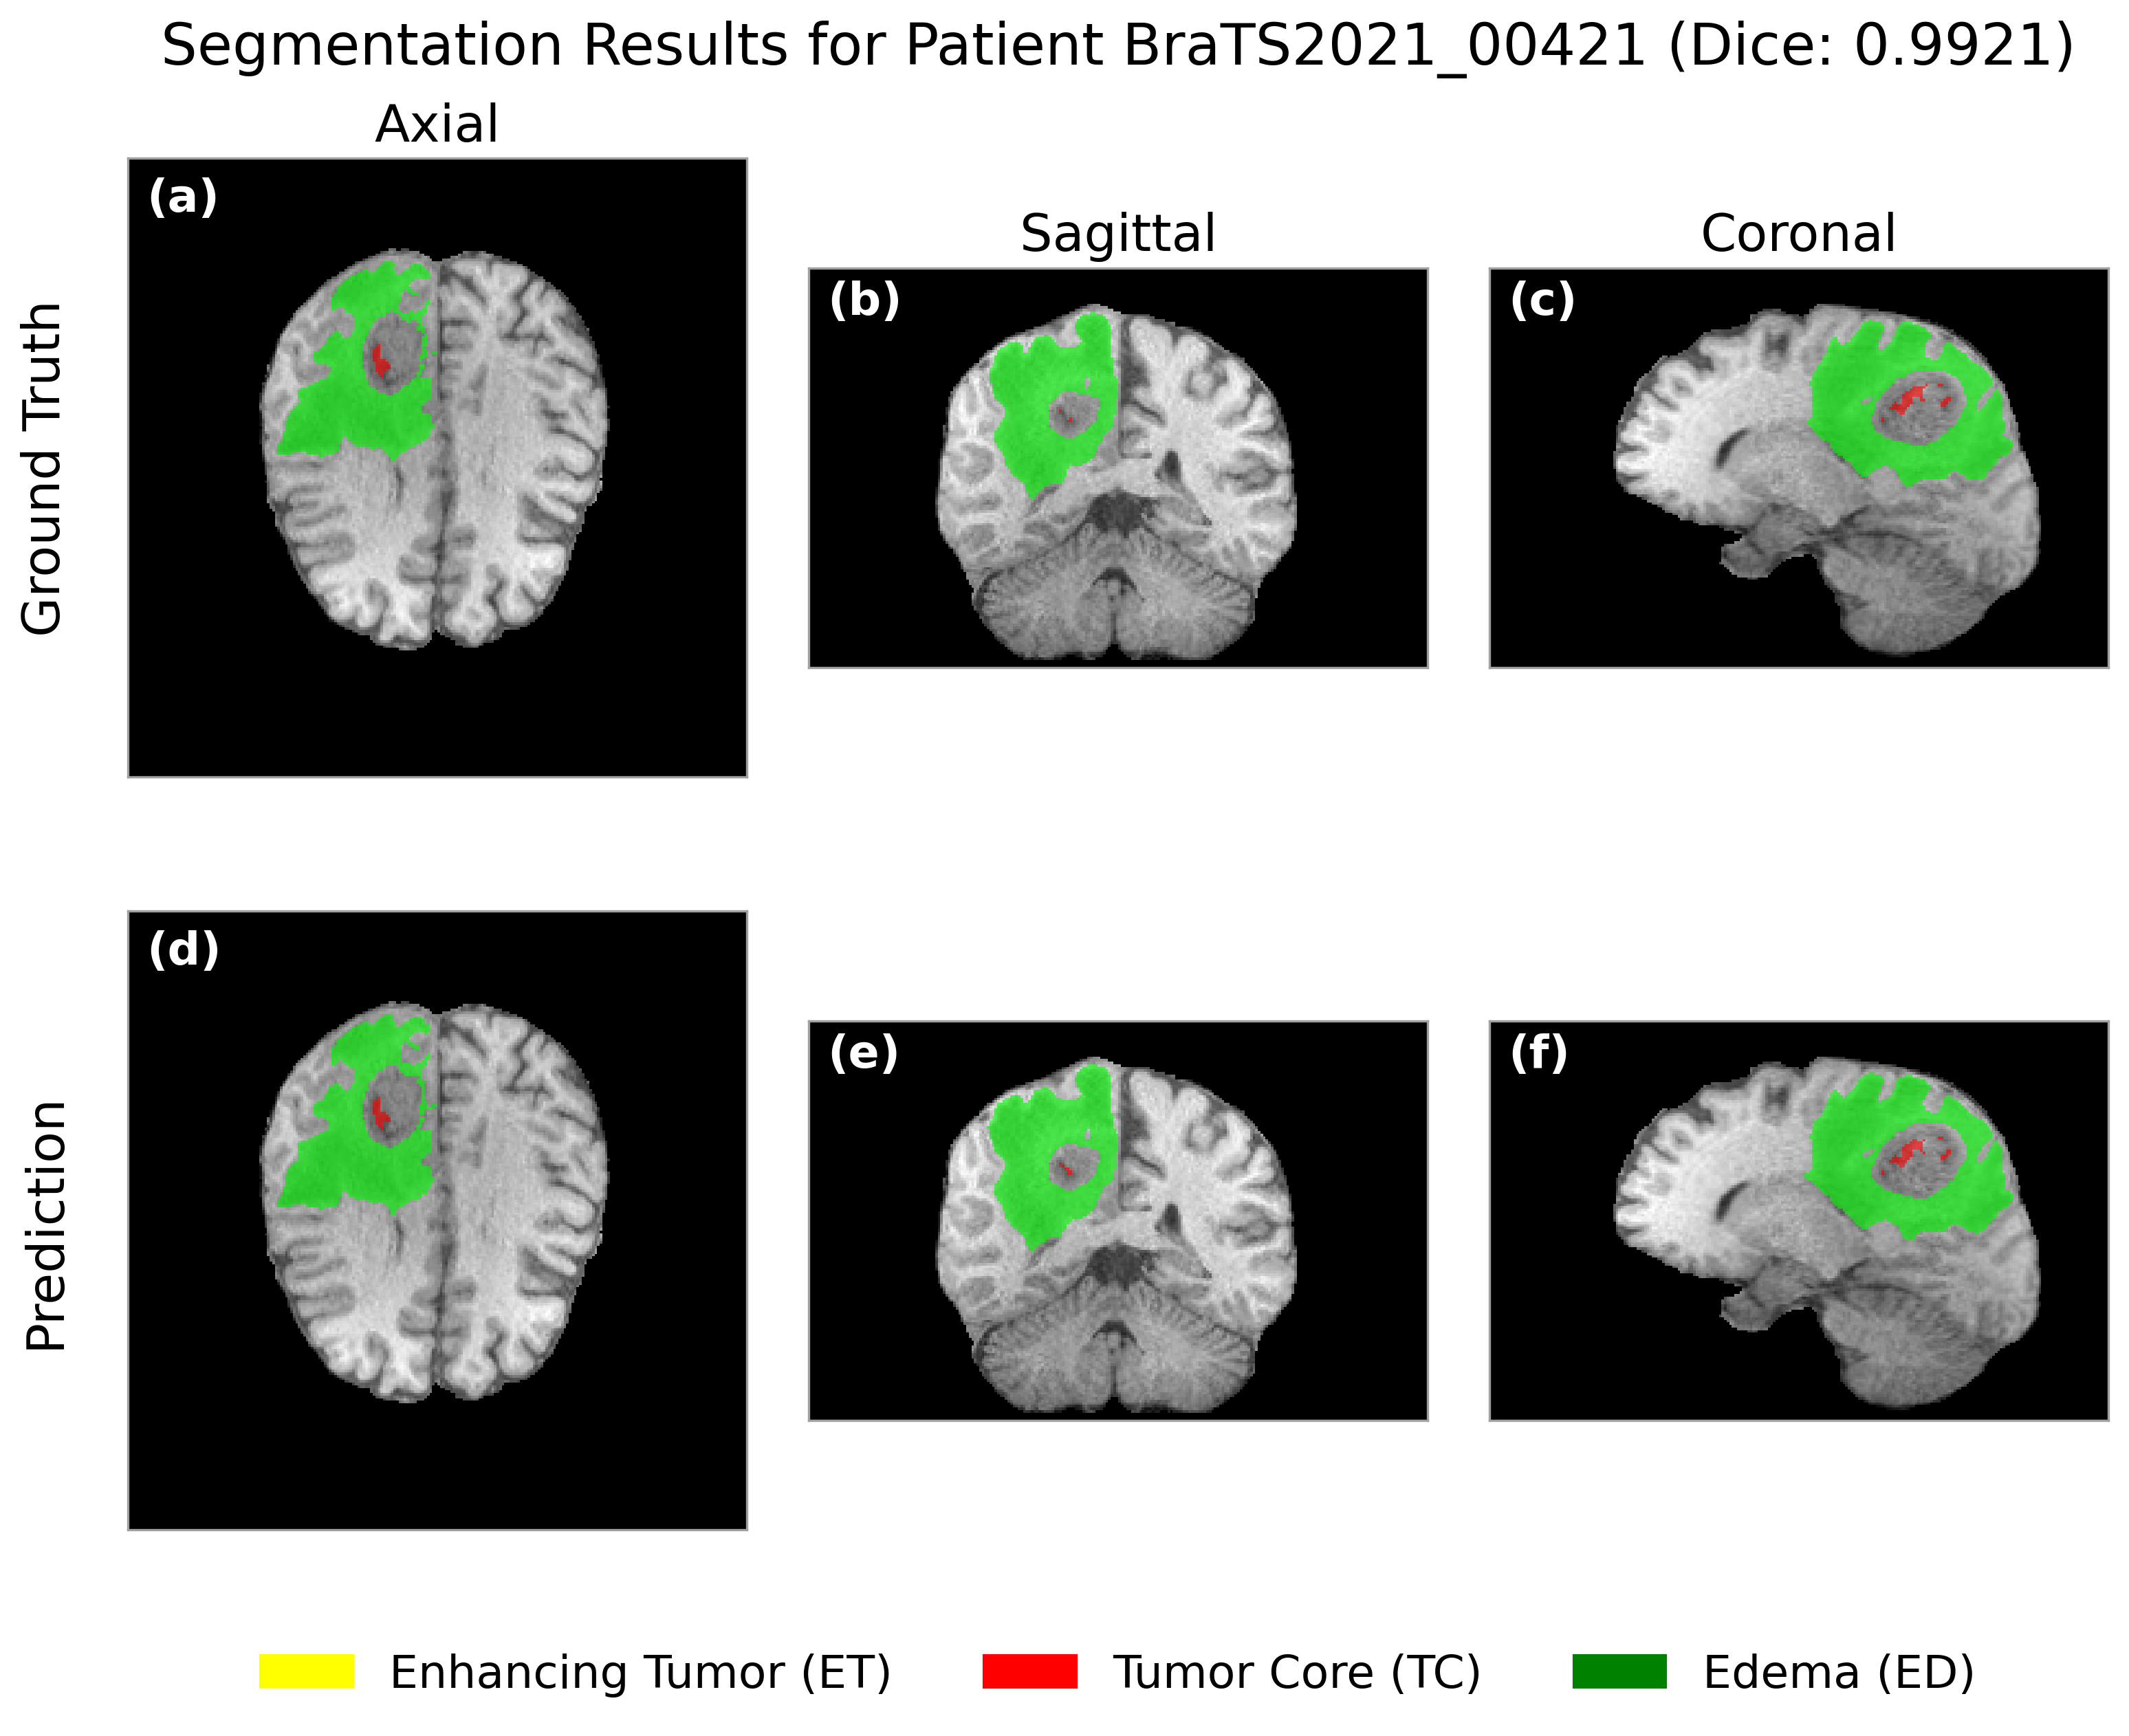 Segmentation Results for Patient BraTS2021_00421 (Dice: 0.9921)
Axial
Sagittal
Coronal
Ground Truth
(a)
(b)
(c)
Prediction
(d)
(e)
(f)
Enhancing Tumor (ET)
Tumor Core (TC)
Edema (ED)